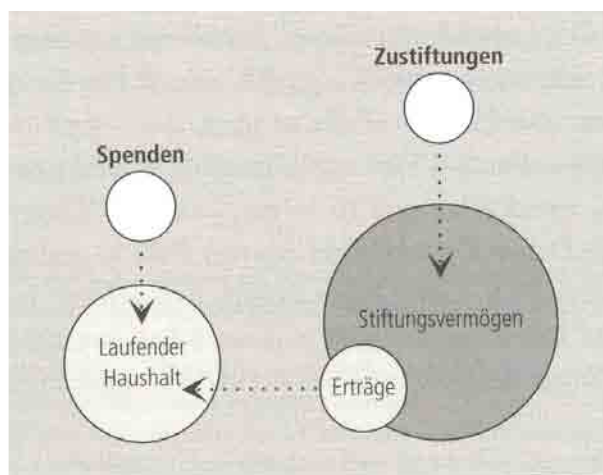 Zustiftungen
Spenden
Stiftungsvermögen
Laufender
Haushalt
Erträge